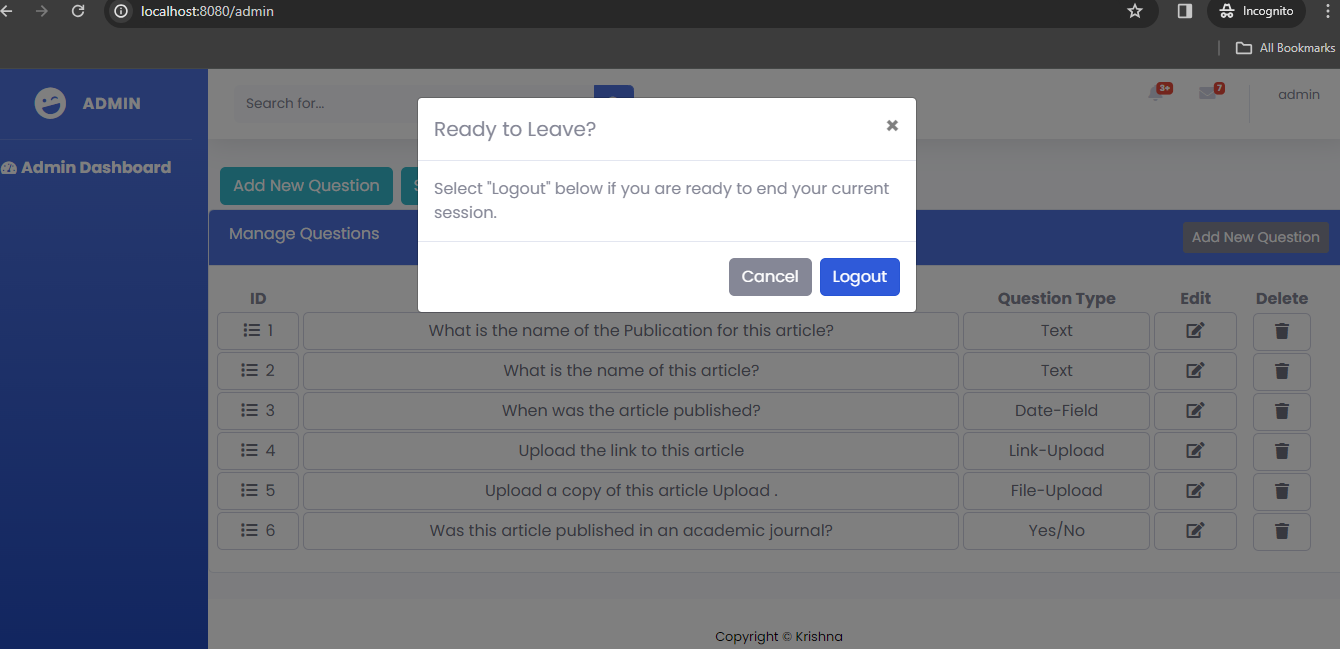 localhost:8080/admin
Incognito
All Bookmarks
ADMIN
Search for...
3+
7
admin
Admin Dashboard
Ready to Leave?
Select "Logout" below if you are ready to end your current
session.
Cancel Logout
Add New Question
Manage Questions
Add New Question
ID Question Type Edit Delete
1 What is the name of the Publication for this article? Text
2 What is the name of this article? Text
3 When was the article published? Date-Field
4 Upload the link to this article Link-Upload
5 Upload a copy of this article Upload . File-Upload
6 Was this article published in an academic journal? Yes/No
Copyright © Krishna